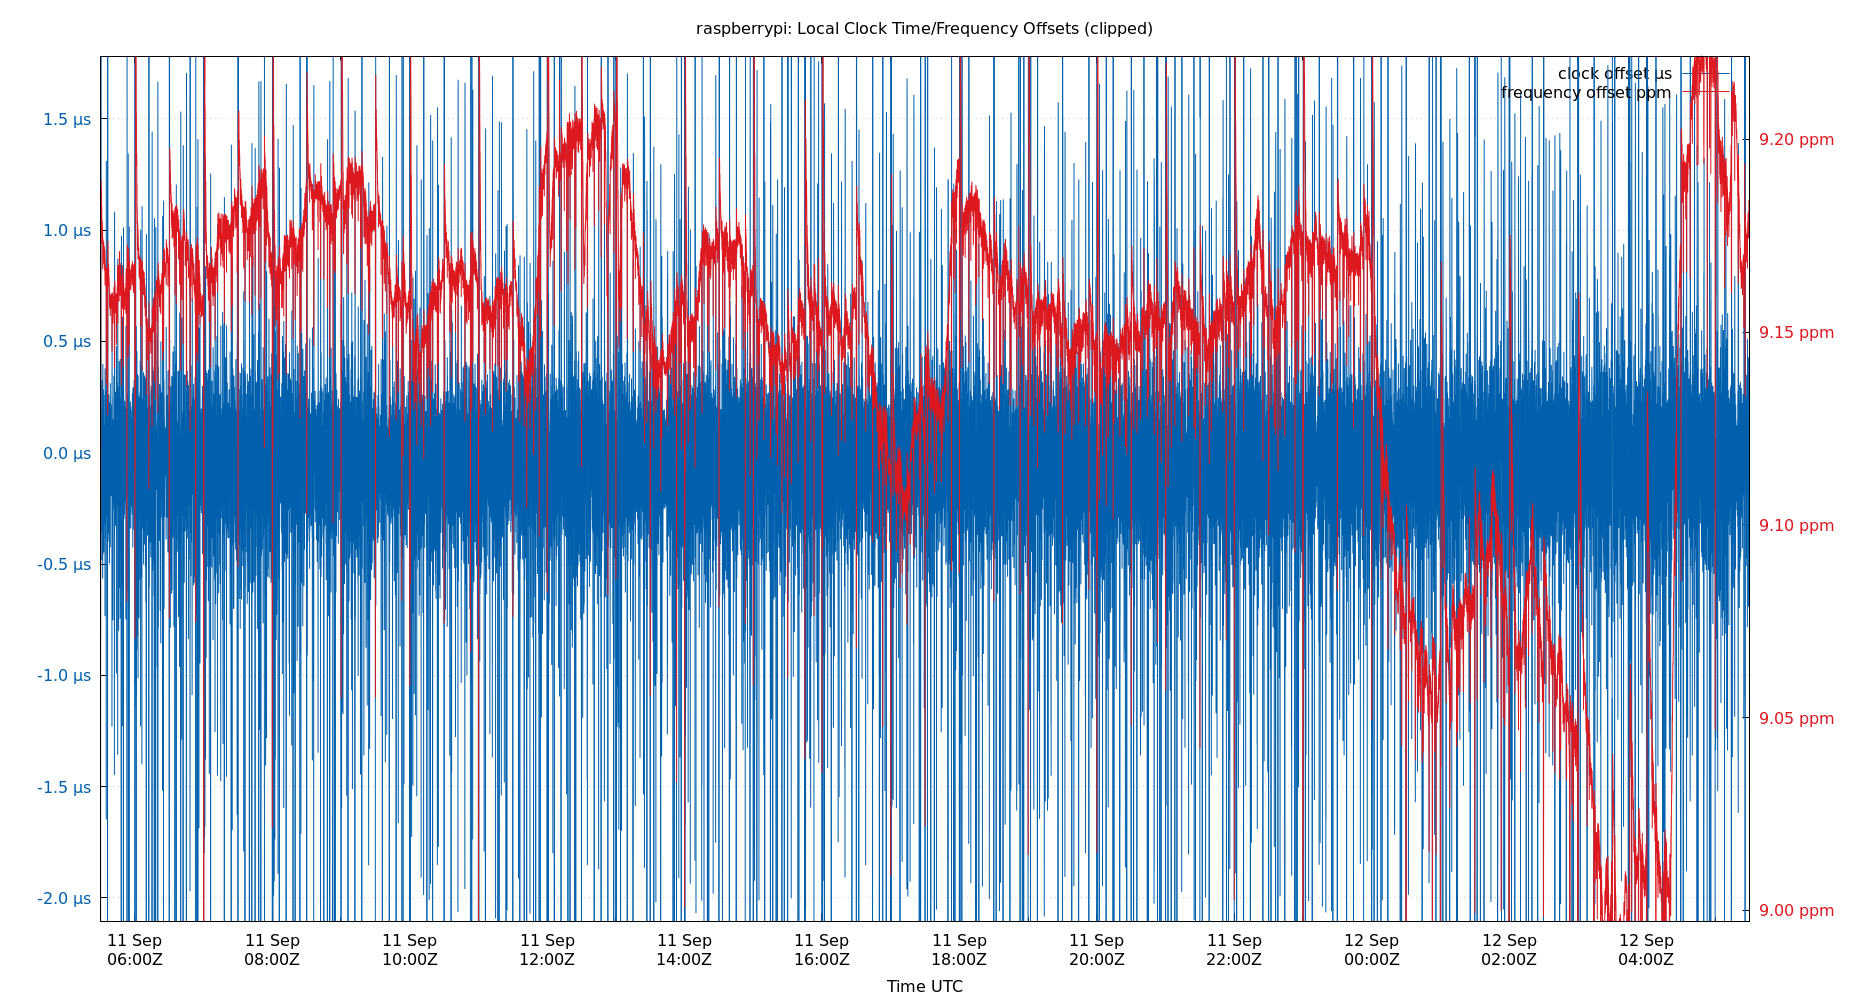 raspberrypi: Local Clock Time/Frequency Offsets (clipped)
clock offset µs
frequency offset ppm
1.5 µs
1.0 µs
0.5 µs
0.0 µs
-0.5 µs
-1.0 µs
-1.5 µs
-2.0 µs
9.20 ppm
9.15 ppm
9.10 ppm
9.05 ppm
9.00 ppm
11 Sep 11 Sep 11 Sep 11 Sep 11 Sep 11 Sep 11 Sep 11 Sep 11 Sep 12 Sep 12 Sep 12 Sep
06:00Z 08:00Z 10:00Z 12:00Z 14:00Z 16:00Z 18:00Z 20:00Z 22:00Z 00:00Z 02:00Z 04:00Z
Time UTC